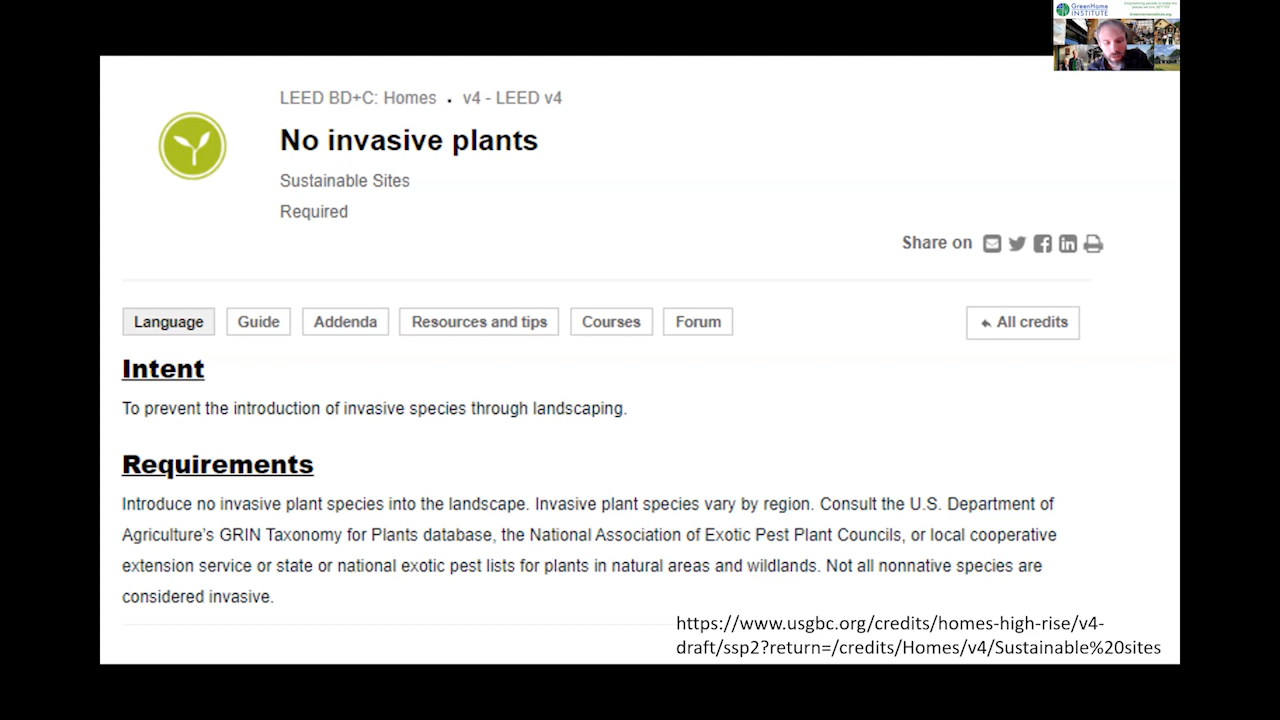 GreenHome
INSTITUTE
GreenHomeInstitute.org
LEED BD+C: Homes • v4 - LEED v4
No invasive plants
Sustainable Sites
Required
Share on
Language Guide Addenda Resources and tips Courses Forum All credits
Intent
To prevent the introduction of invasive species through landscaping.
Requirements
Introduce no invasive plant species into the landscape. Invasive plant species vary by region. Consult the U.S. Department of
Agriculture's GRIN Taxonomy for Plants database, the National Association of Exotic Pest Plant Councils, or local cooperative
extension service or state or national exotic pest lists for plants in natural areas and wildlands. Not all nonnative species are
considered invasive.
https://www.usgbc.org/credits/homes-high-rise/v4-
draft/ssp2?return=/credits/Homes/v4/Sustainable%20sites